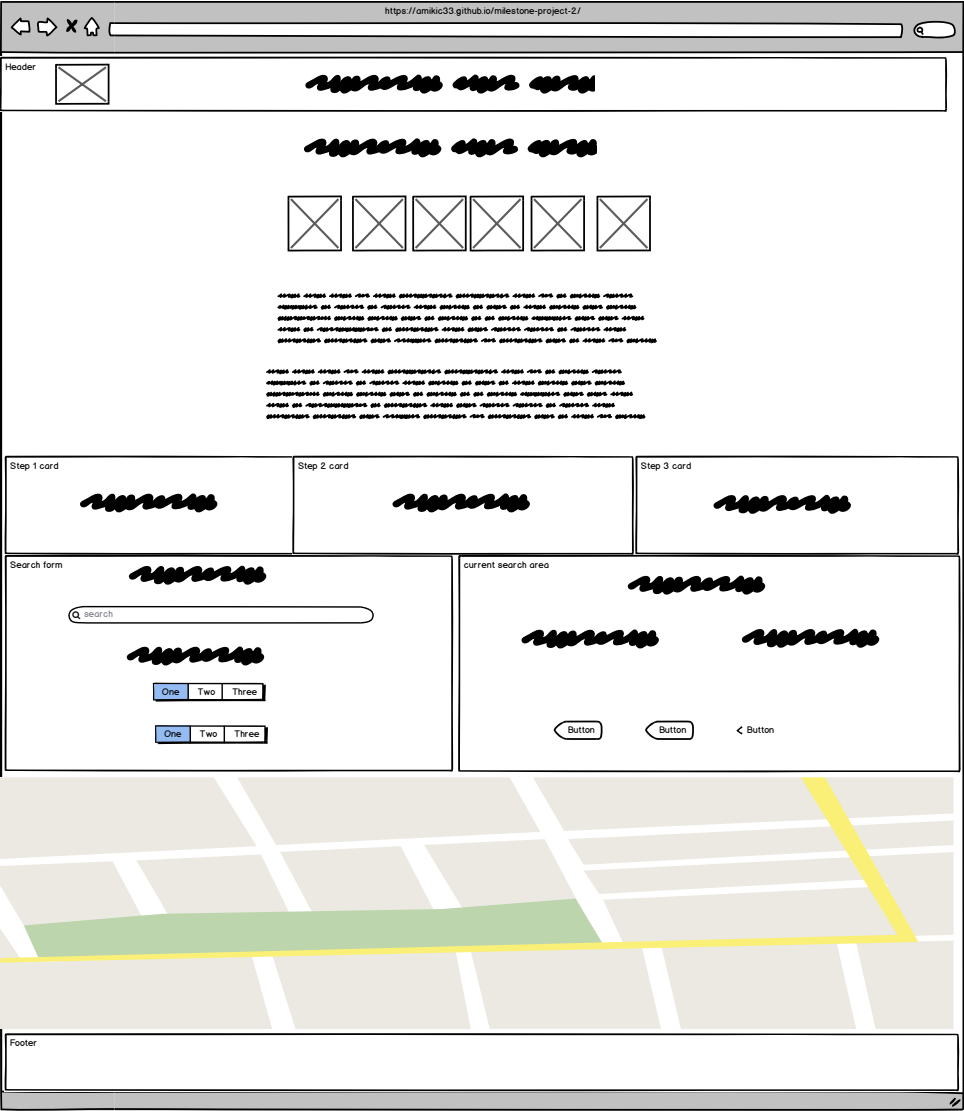 https://amikic33.github.io/milestone-project-2/
Header
Step 1 card
Step 2 card
Step 3 card
Search form
current search area
search
One Two Three
One Two Three
Button Button < Button
Footer